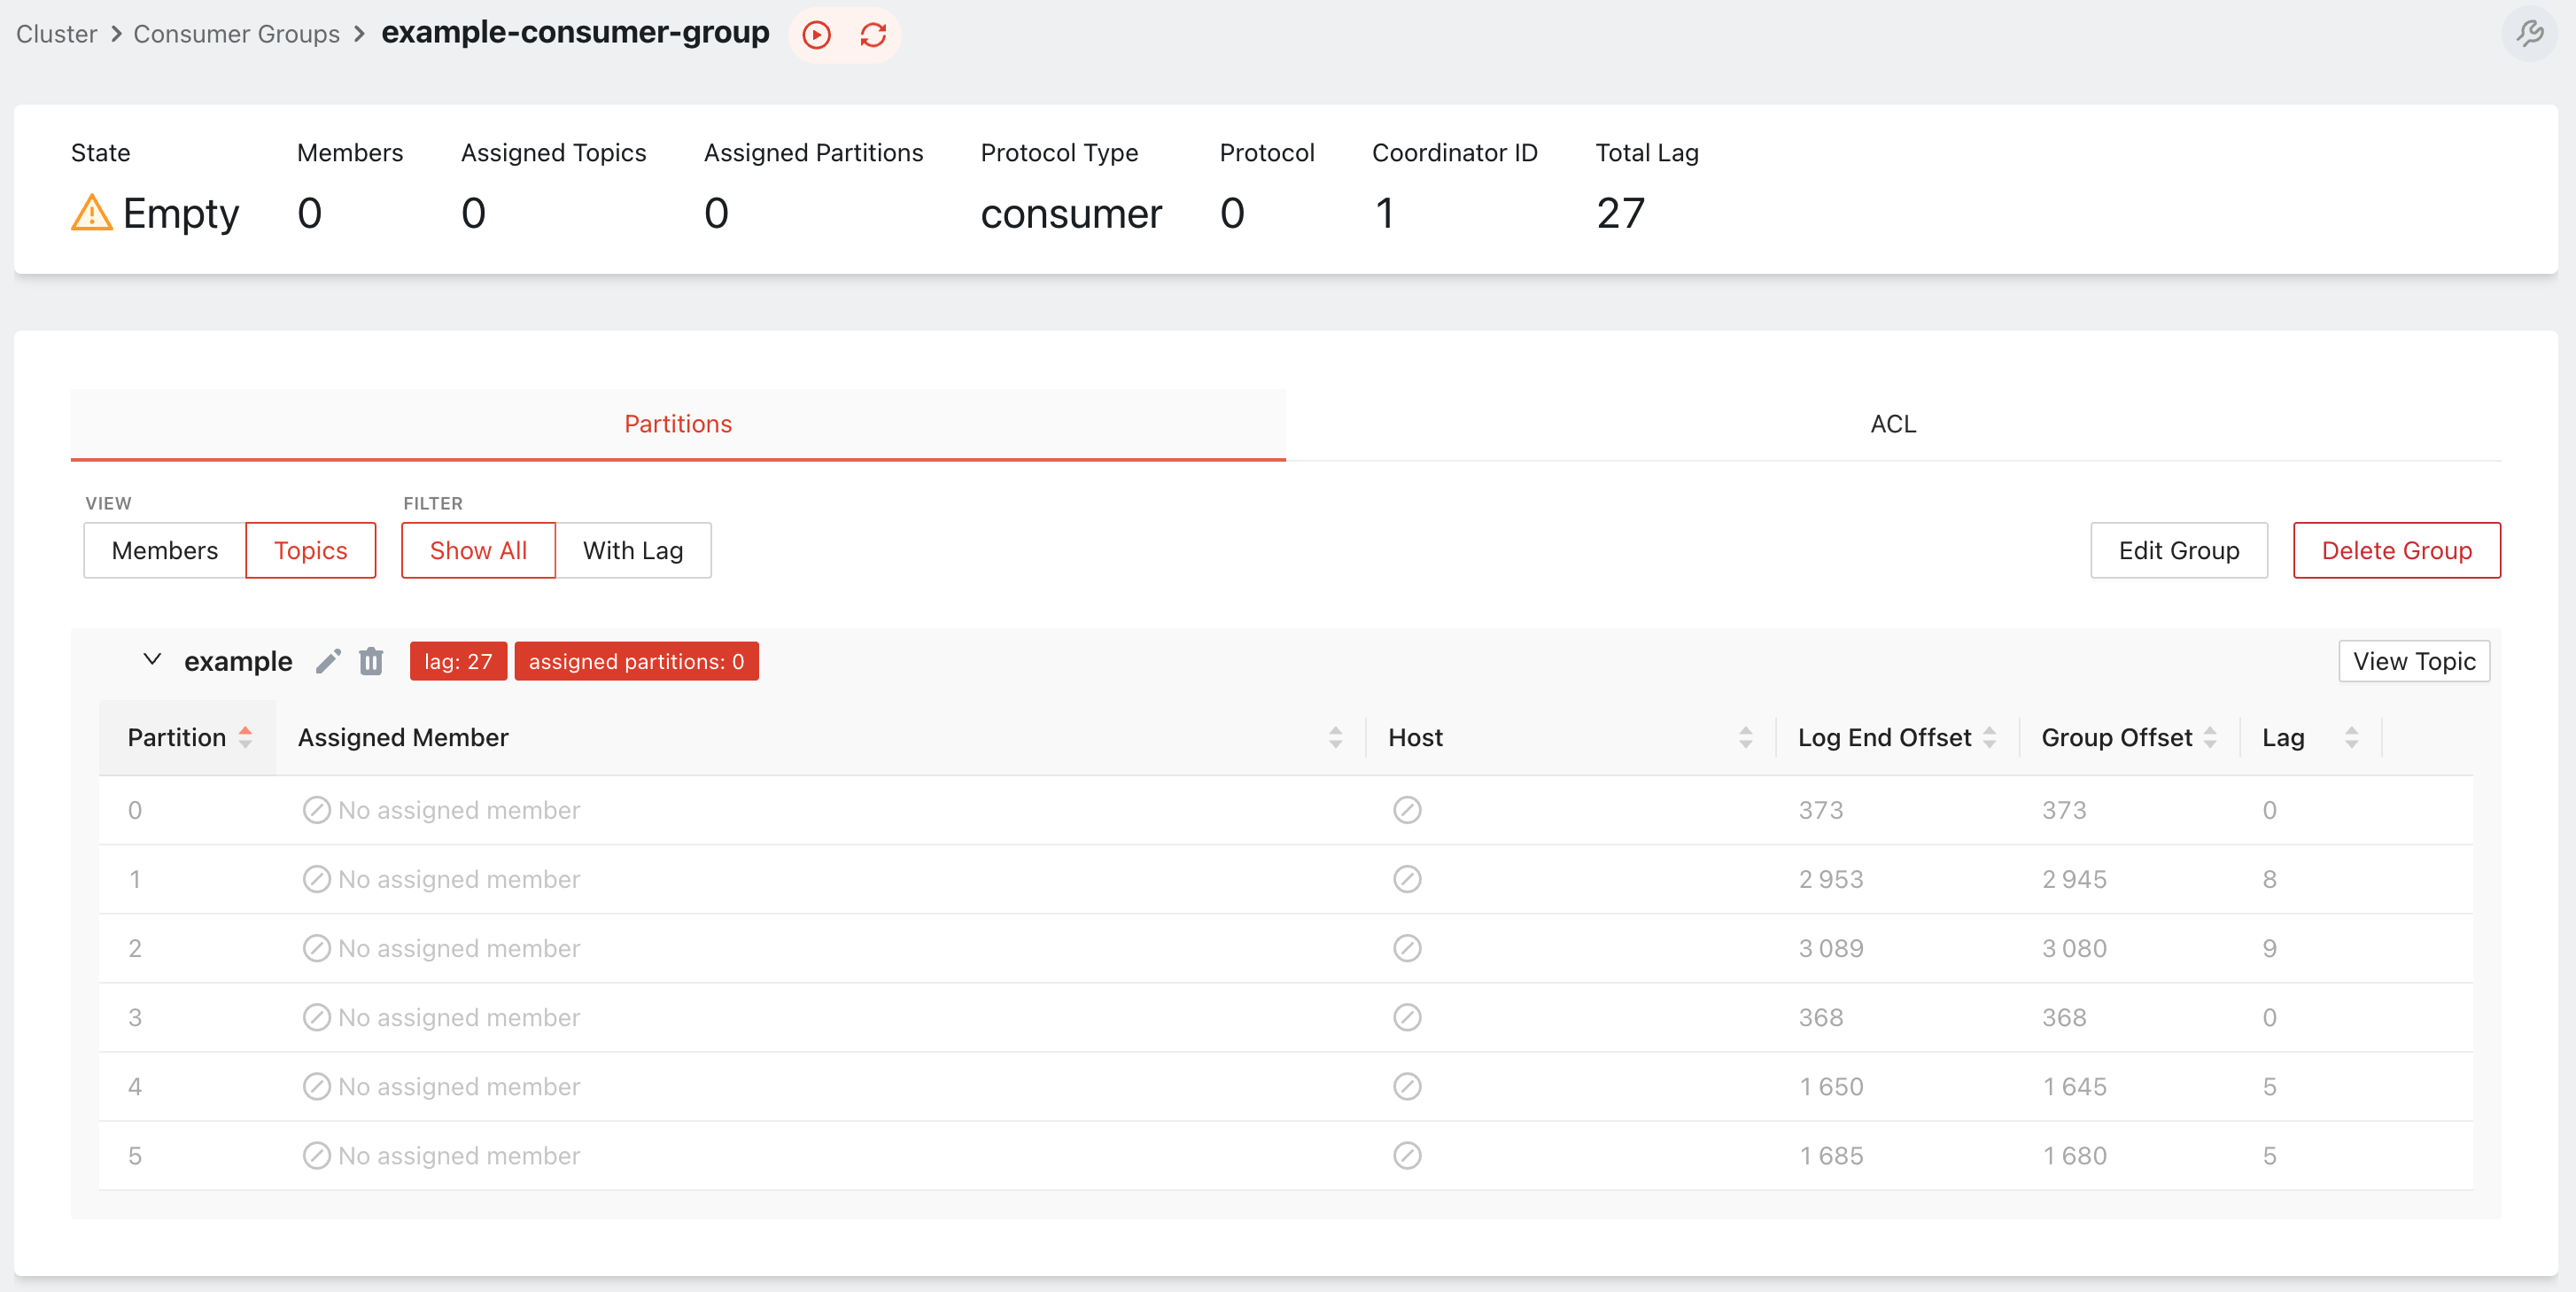 Cluster > Consumer Groups > example-consumer-group
State Members Assigned Topics Assigned Partitions Protocol Type Protocol Coordinator ID Total Lag
Empty 0 0 0 consumer 0 1 27
Partitions ACL
VIEW FILTER
Members Topics Show All With Lag Edit Group Delete Group
example lag: 27 assigned partitions: 0 View Topic
Partition Assigned Member Host Log End Offset Group Offset Lag
0 No assigned member 373 373 0
1 No assigned member 2 953 2 945 8
2 No assigned member 3 089 3 080 9
3 No assigned member 368 368 0
4 No assigned member 1 650 1 645 5
5 No assigned member 1 685 1 680 5